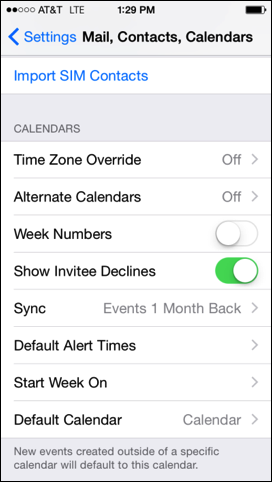 AT&T LTE 1:29 PM
Settings Mail, Contacts, Calendars
Import SIM Contacts
CALENDARS
Time Zone Override Off
Alternate Calendars Off
Week Numbers
Show Invitee Declines
Sync Events 1 Month Back
Default Alert Times
Start Week On
Default Calendar Calendar
New events created outside of a specific
calendar will default to this calendar.